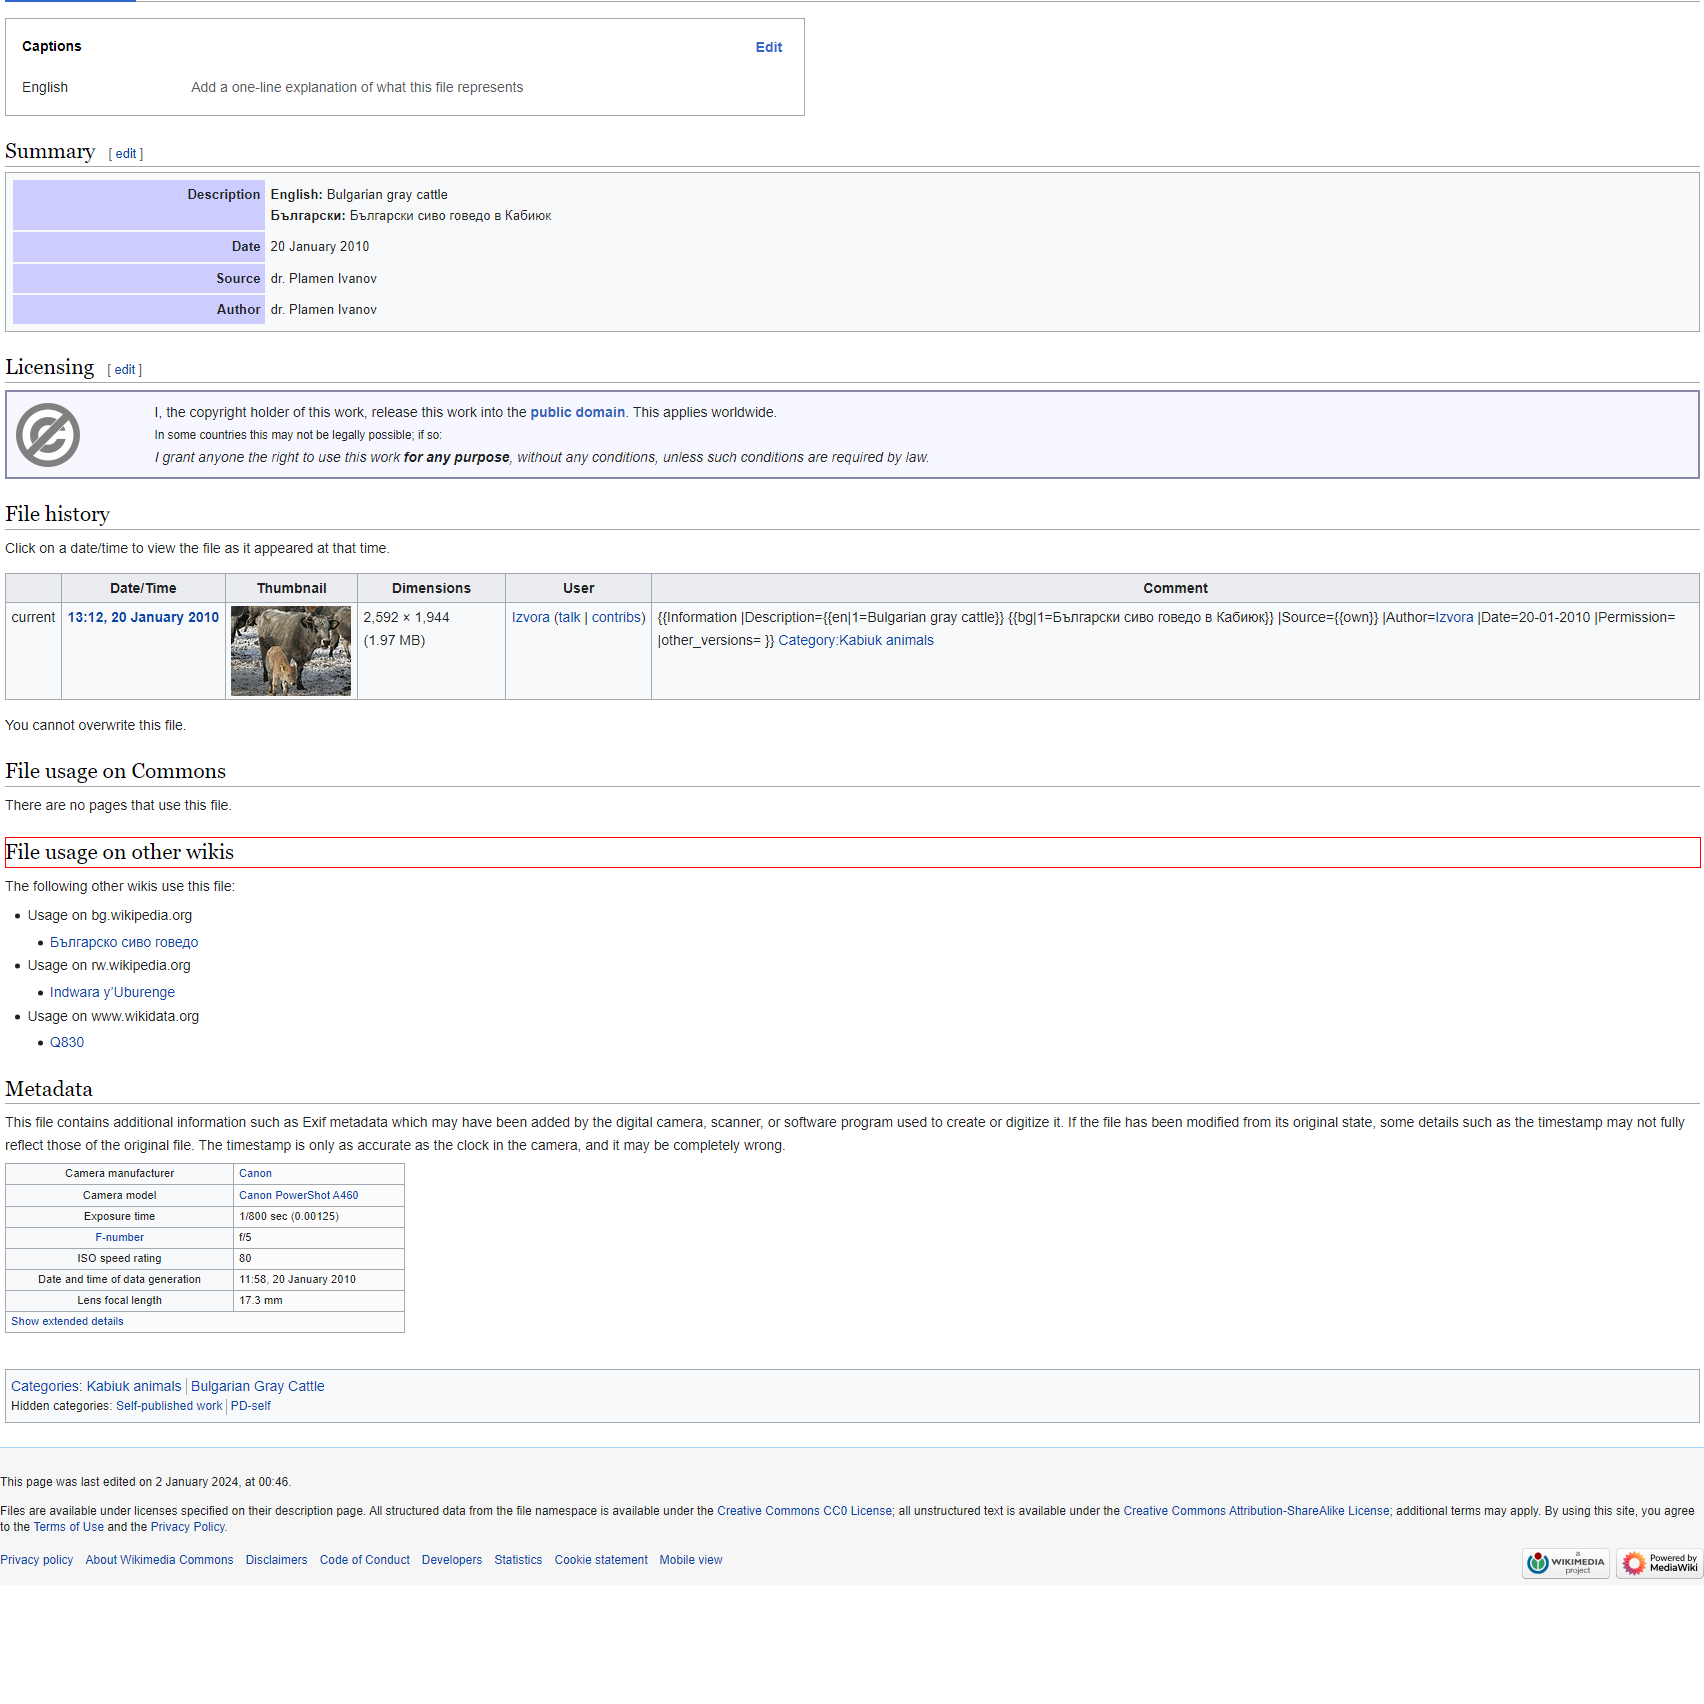 Captions Edit
English Add a one-line explanation of what this file represents
Summary [ edit ]
Description English: Bulgarian gray cattle
Български: Български сиво говедо в Кабиюк
Date 20 January 2010
Source dr. Plamen Ivanov
Author dr. Plamen Ivanov
Licensing [ edit ]
I, the copyright holder of this work, release this work into the public domain. This applies worldwide.
In some countries this may not be legally possible; if so:
I grant anyone the right to use this work for any purpose, without any conditions, unless such conditions are required by law.
File history
Click on a date/time to view the file as it appeared at that time.
Date/Time Thumbnail Dimensions User Comment
current 13:12, 20 January 2010 2,592 × 1,944 Izvora (talk | contribs) {{Information |Description={{en|1=Bulgarian gray cattle}} {{bg|1=Български сиво говедо в Кабиюк}} |Source={{own}} |Author=Izvora |Date=20-01-2010 |Permission=
(1.97 MB) |other_versions= }} Category:Kabiuk animals
You cannot overwrite this file.
File usage on Commons
There are no pages that use this file.
File usage on other wikis
The following other wikis use this file:
Usage on bg.wikipedia.org
Българско сиво говедо
Usage on rw.wikipedia.org
Indwara y'Uburenge
Usage on www.wikidata.org
Q830
Metadata
This file contains additional information such as Exif metadata which may have been added by the digital camera, scanner, or software program used to create or digitize it. If the file has been modified from its original state, some details such as the timestamp may not fully
reflect those of the original file. The timestamp is only as accurate as the clock in the camera, and it may be completely wrong.
Camera manufacturer Canon
Camera model Canon PowerShot A460
Exposure time 1/800 sec (0.00125)
F-number f/5
ISO speed rating 80
Date and time of data generation 11:58, 20 January 2010
Lens focal length 17.3 mm
Show extended details
Categories: Kabiuk animals | Bulgarian Gray Cattle
Hidden categories: Self-published work | PD-self
This page was last edited on 2 January 2024, at 00:46.
Files are available under licenses specified on their description page. All structured data from the file namespace is available under the Creative Commons CC0 License; all unstructured text is available under the Creative Commons Attribution-ShareAlike License; additional terms may apply. By using this site, you agree
to the Terms of Use and the Privacy Policy.
Privacy policy About Wikimedia Commons Disclaimers Code of Conduct Developers Statistics Cookie statement Mobile view
a
WIKIMEDIA
project
Powered by
MediaWiki